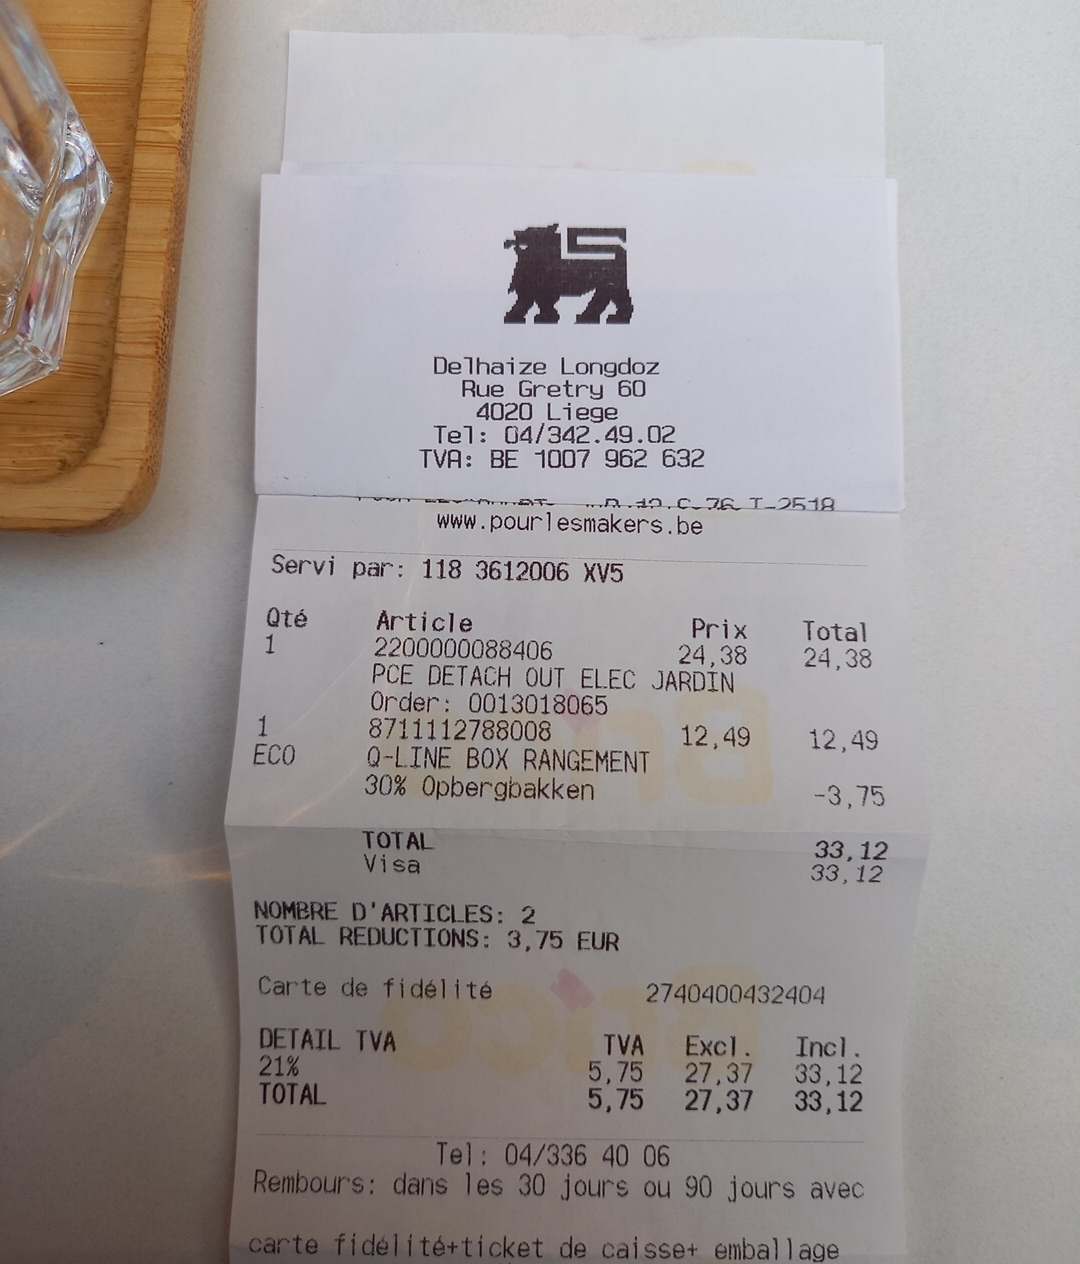 Delhaize Longdoz
Rue Gretry 60
4020 Liege
Tel: 04/342.49.02
TVA: BE 1007 962 632
www.pourlesmakers.be
Servi par: 118 3612006 XV5
Qté Article Prix Total
1 2200000088406 24,38 24,38
PCE DETACH OUT ELEC JARDIN
Order: 0013018065
1 8711112788008 12,49 12,49
ECO Q-LINE BOX RANGEMENT
30% Opbergbakken -3,75
TOTAL 33,12
Visa 33,12
NOMBRE D'ARTICLES: 2
TOTAL REDUCTIONS: 3,75 EUR
Carte de fidélité 2740400432404
DETAIL TVA TVA Excl. Incl.
21% 5,75 27,37 33,12
TOTAL 5,75 27,37 33,12
Tel: 04/336 40 06
Rembours: dans les 30 jours ou 90 jours avec
carte fidélité+ticket de caisse+ emballage